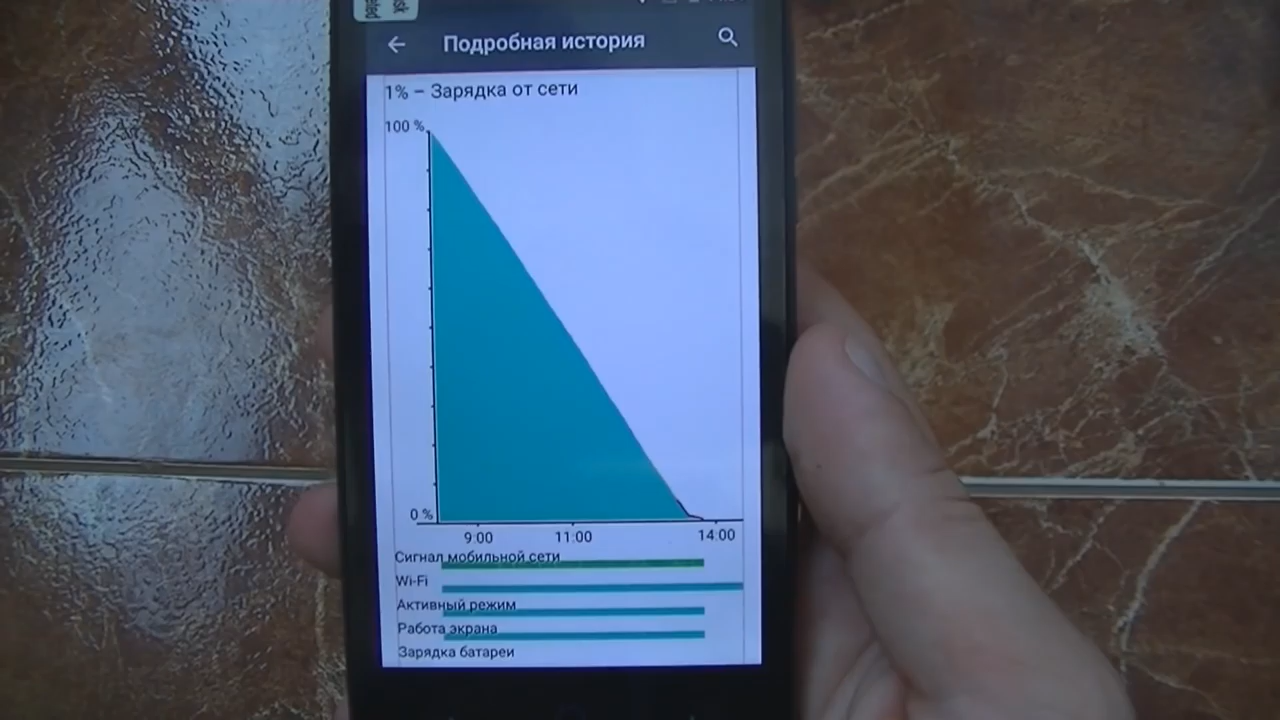 Подробная история
1% – Зарядка от сети
100 %
0 %
9:00 11:00 14:00
Сигнал мобильной сети
Wi-Fi
Активный режим
Работа экрана
Зарядка батареи